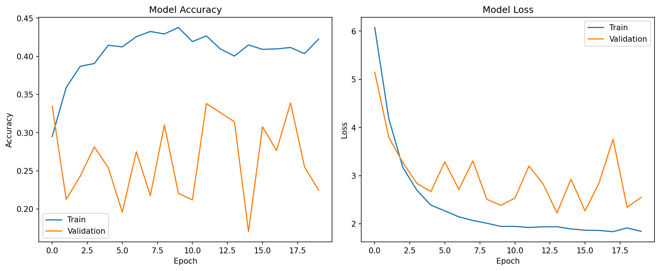 Model Accuracy
Accuracy
0.45
0.40
0.35
0.30
0.25
0.20
Train
Validation
0.0 2.5 5.0 7.5 10.0 12.5 15.0 17.5
Epoch
Model Loss
Loss
6
5
4
3
2
Train
Validation
0.0 2.5 5.0 7.5 10.0 12.5 15.0 17.5
Epoch